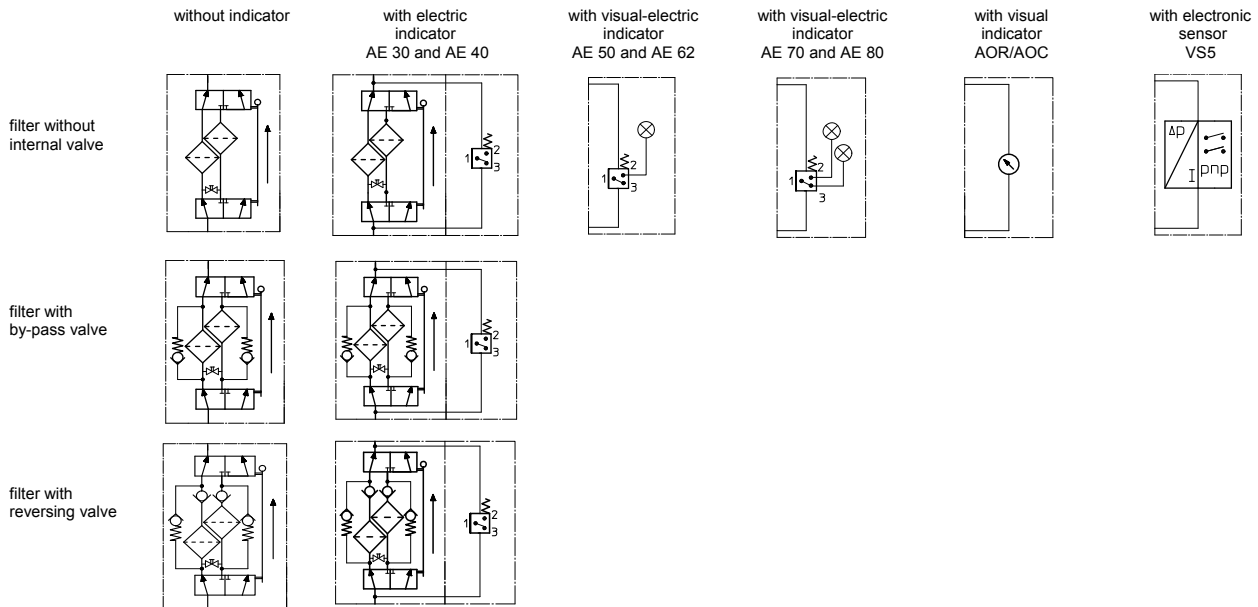 without indicator
with electric
indicator
AE 30 and AE 40
with visual-electric
indicator
AE 50 and AE 62
with visual-electric
indicator
AE 70 and AE 80
with visual
indicator
AOR/AOC
with electronic
sensor
VS5
filter without
internal valve
1 2
3
1 2
3
1 2
3
Δp
I pnp
filter with
by-pass valve
1 2
3
filter with
reversing valve
1 2
3